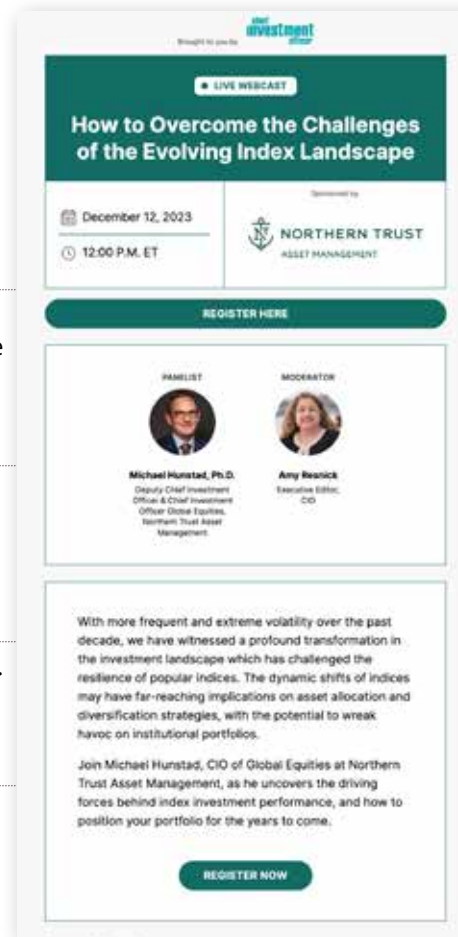 Brought to you by
chief
investment
officer
LIVE WEBCAST
How to Overcome the Challenges
of the Evolving Index Landscape
December 12, 2023
12:00 P.M. ET
Sponsored by
NORTHERN TRUST
ASSET MANAGEMENT
REGISTER HERE
PANELIST
Michael Hunstad, Ph.D.
Deputy Chief Investment
Officer & Chief Investment
Officer Global Equities,
Northern Trust Asset
Management
MODERATOR
Amy Resnick
Executive Editor,
CIO
With more frequent and extreme volatility over the past
decade, we have witnessed a profound transformation in
the investment landscape which has challenged the
resilience of popular indices. The dynamic shifts of indices
may have far-reaching implications on asset allocation and
diversification strategies, with the potential to wreak
havoc on institutional portfolios.
Join Michael Hunstad, CIO of Global Equities at Northern
Trust Asset Management, as he uncovers the driving
forces behind index investment performance, and how to
position your portfolio for the years to come.
REGISTER NOW